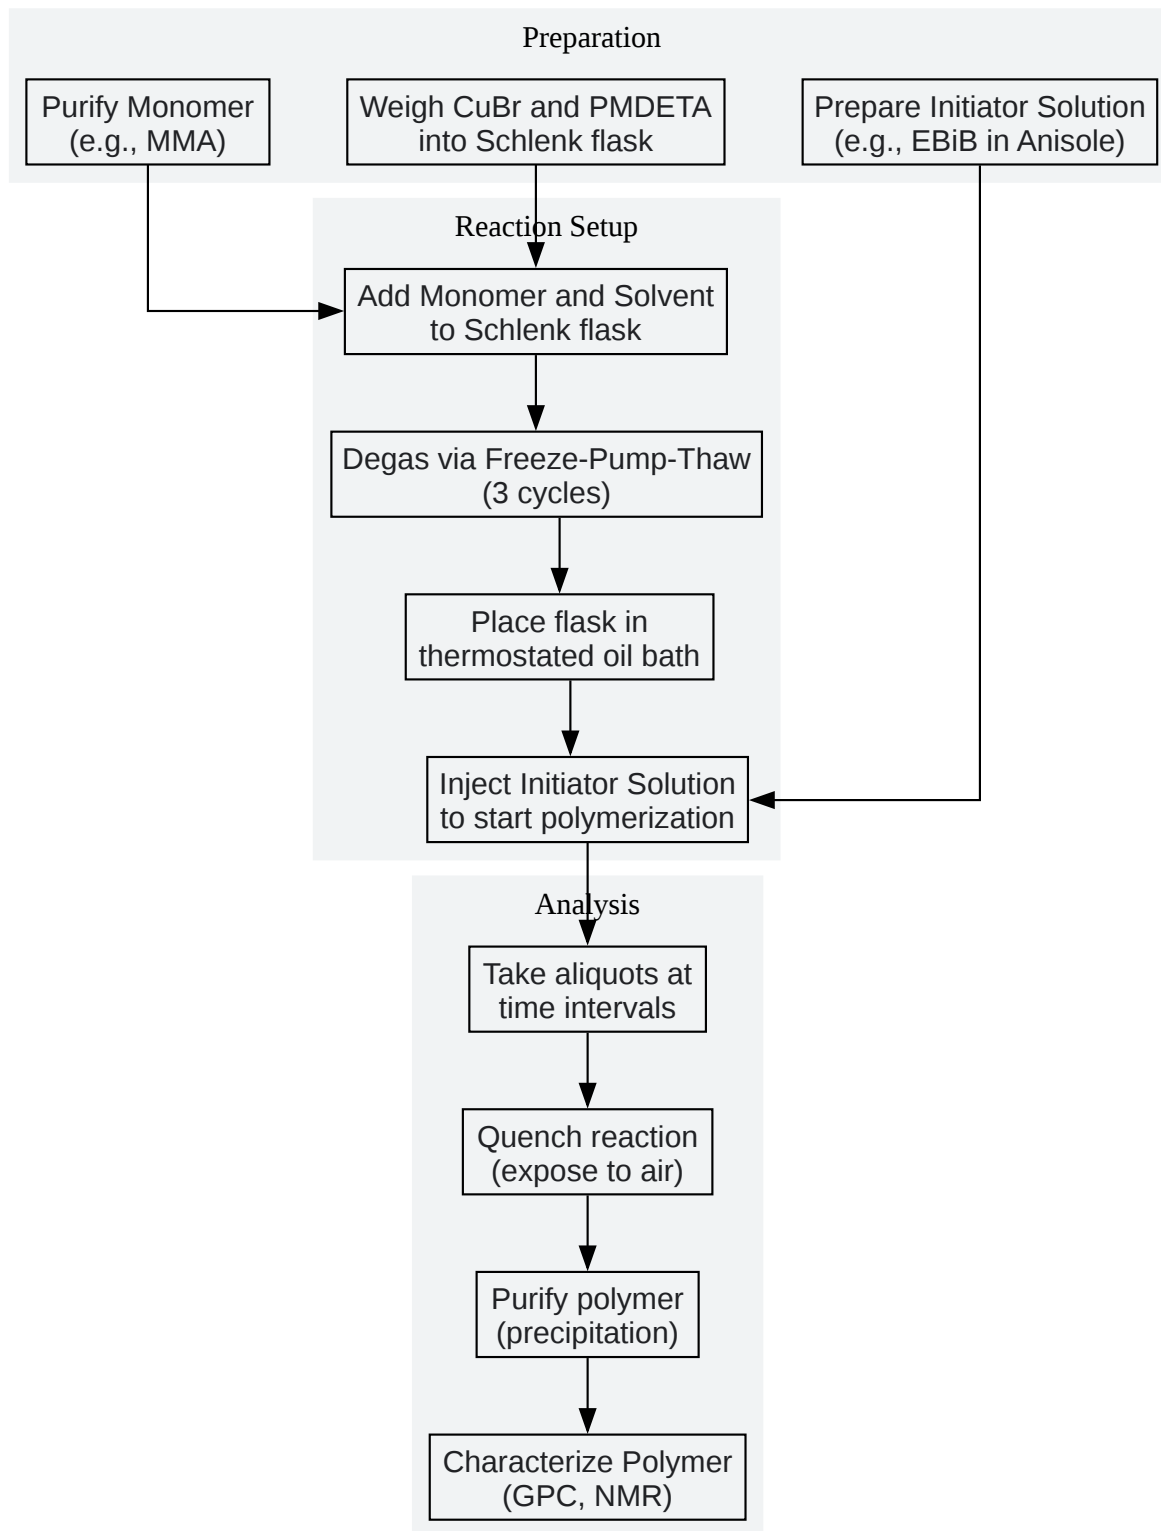 Preparation
Purify Monomer
(e.g., MMA)
Weigh CuBr and PMDETA
into Schlenk flask
Prepare Initiator Solution
(e.g., EBiB in Anisole)
Reaction Setup
Add Monomer and Solvent
to Schlenk flask
Degas via Freeze-Pump-Thaw
(3 cycles)
Place flask in
thermostated oil bath
Inject Initiator Solution
to start polymerization
Analysis
Take aliquots at
time intervals
Quench reaction
(expose to air)
Purify polymer
(precipitation)
Characterize Polymer
(GPC, NMR)